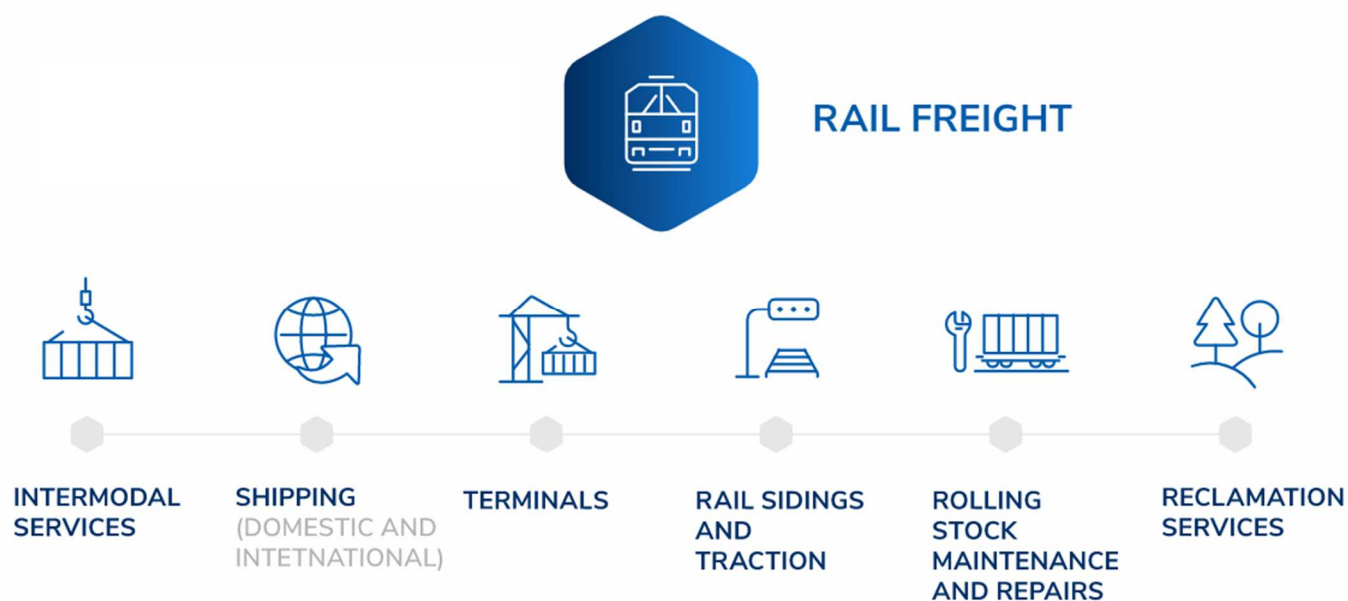 RAIL FREIGHT
INTERMODAL
SERVICES
SHIPPING
(DOMESTIC AND
INTETNATIONAL)
TERMINALS
RAIL SIDINGS
AND
TRACTION
ROLLING
STOCK
MAINTENANCE
AND REPAIRS
RECLAMATION
SERVICES